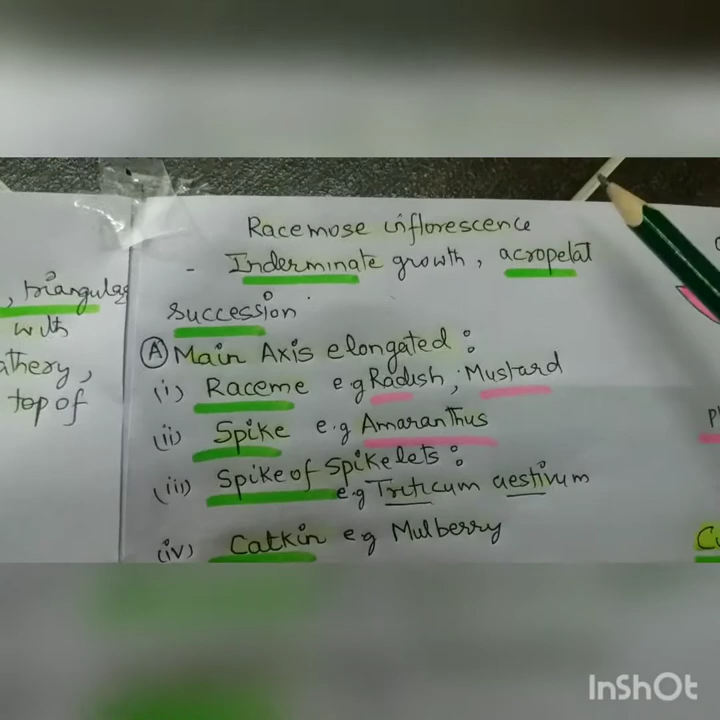 , triangular
with
athery,
top of
Racemose inflorescence
- Inderminate growth, acropetal
succession
(A) Main Axis elongated :
(i) Raceme e g Radish, Mustard
(ii) Spike e.g Amaranthus
(iii) Spike of Spikelets :
e.g Triticum aestivum
(iv) Catkin e g Mulberry
InShOt